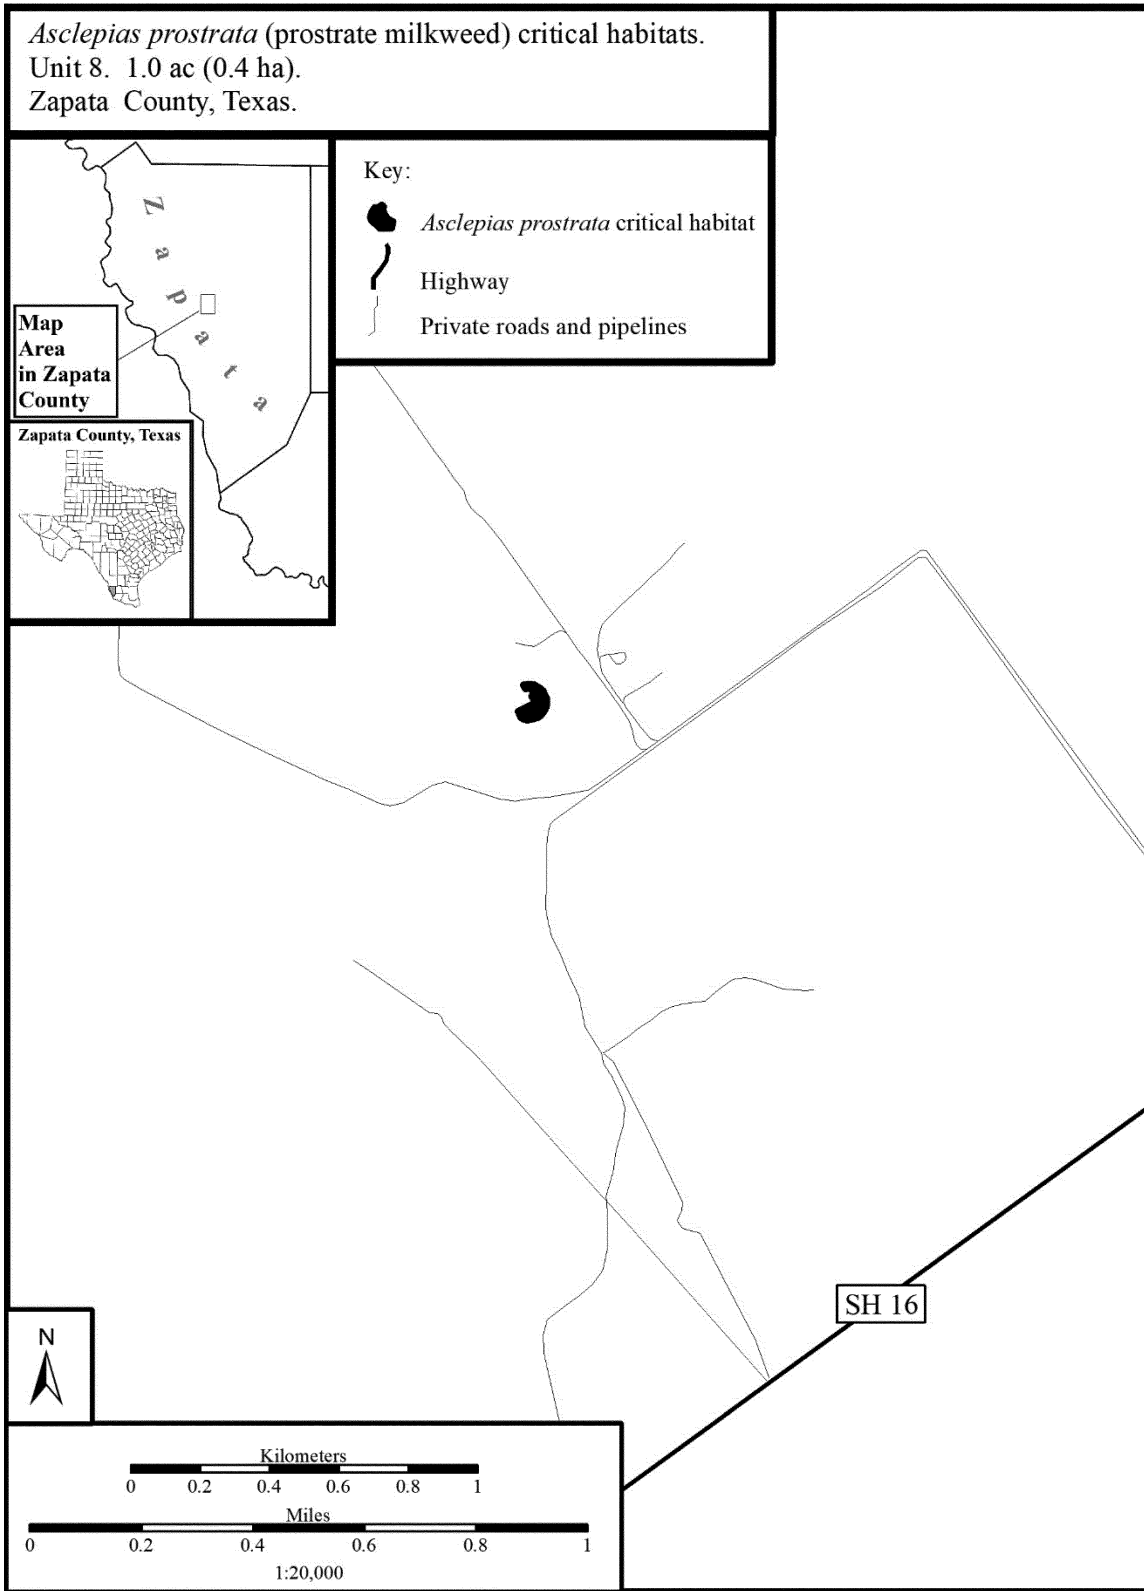 Asclepias prostrata (prostrate milkweed) critical habitats.
Unit 8. 1.0 ac (0.4 ha).
Zapata County, Texas.
Zapata
Map
Area
in Zapata
County
Zapata County, Texas
Key:
Asclepias prostrata critical habitat
Highway
Private roads and pipelines
SH 16
N
Kilometers
0 0.2 0.4 0.6 0.8 1
Miles
0 0.2 0.4 0.6 0.8 1
1:20,000